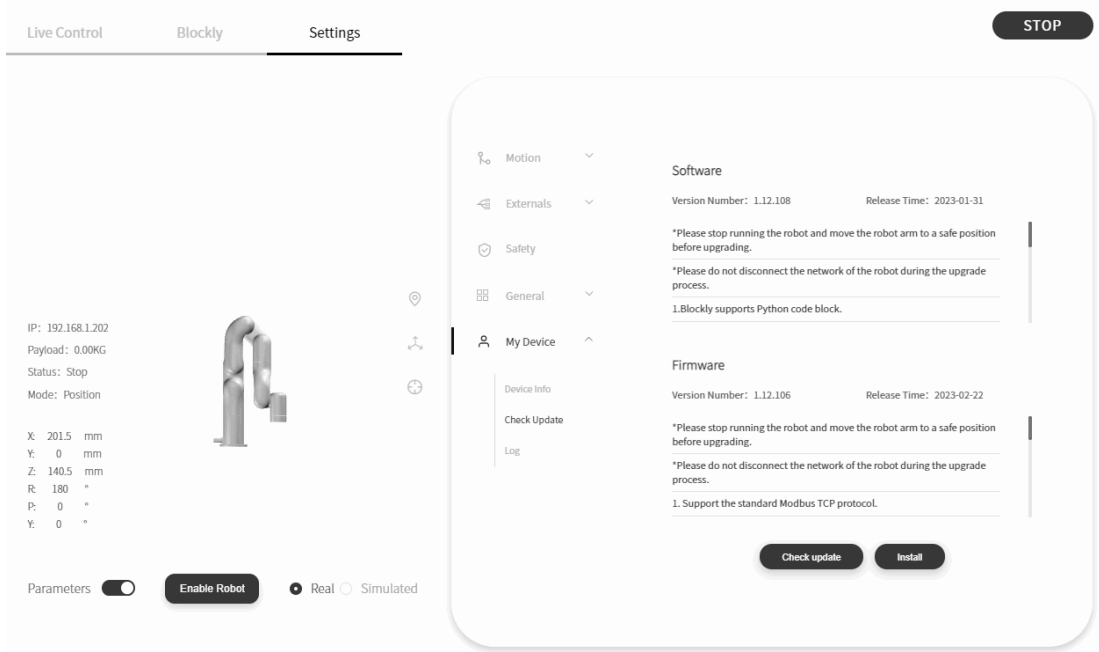 Live Control
Blockly
Settings
STOP
IP: 192.168.1.202
Payload: 0.00KG
Status: Stop
Mode: Position
X: 201.5 mm
Y: 0 mm
Z: 140.5 mm
R: 180 °
P: 0 °
Y: 0 °
Parameters
Enable Robot
Real
Simulated
Motion
Externals
Safety
General
My Device
Device Info
Check Update
Log
Software
Version Number: 1.12.108 Release Time: 2023-01-31
*Please stop running the robot and move the robot arm to a safe position
before upgrading.
*Please do not disconnect the network of the robot during the upgrade
process.
1.Blockly supports Python code block.
Firmware
Version Number: 1.12.106 Release Time: 2023-02-22
*Please stop running the robot and move the robot arm to a safe position
before upgrading.
*Please do not disconnect the network of the robot during the upgrade
process.
1. Support the standard Modbus TCP protocol.
Check update
Install